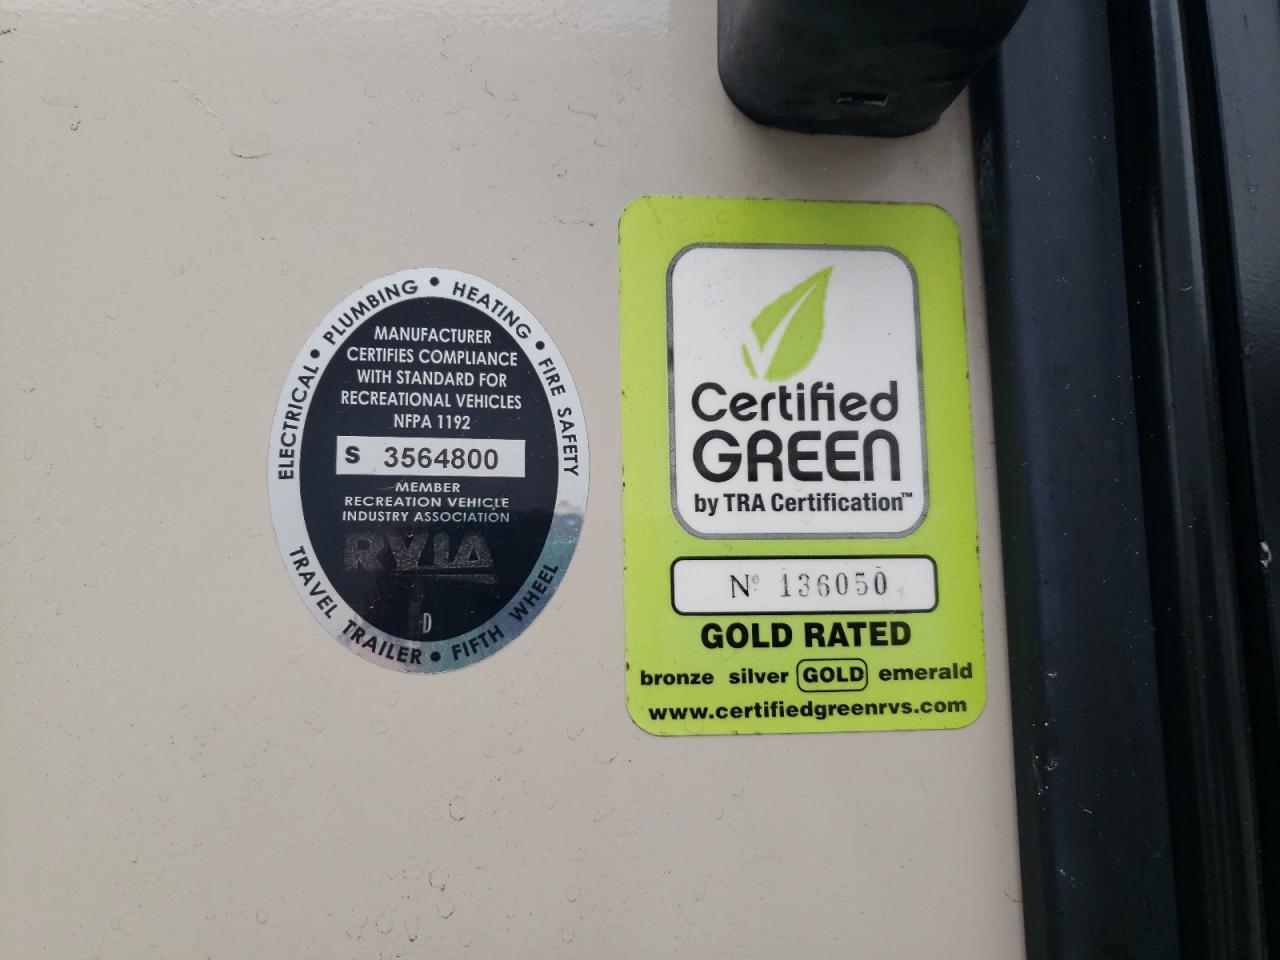 ELECTRICAL • PLUMBING • HEATING • FIRE SAFETY
MANUFACTURER
CERTIFIES COMPLIANCE
WITH STANDARD FOR
RECREATIONAL VEHICLES
NFPA 1192
S 3564800
MEMBER
RECREATION VEHICLE
INDUSTRY ASSOCIATION
RVIA
D
TRAVEL TRAILER • FIFTH WHEEL
Certified
GREEN
by TRA Certification™
Nº 136050
GOLD RATED
bronze silver GOLD emerald
www.certifiedgreenrvs.com